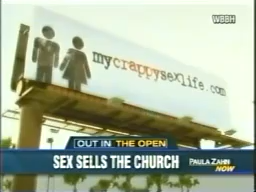 WBBH
mycrappysexlife.com
OUT IN THE OPEN
SEX SELLS THE CHURCH
PAULA ZAHN
NOW